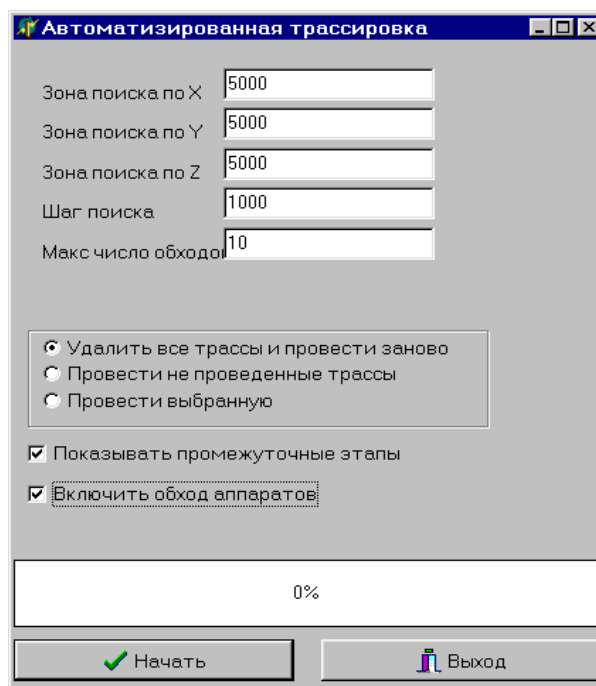 Автоматизированная трассировка
Зона поиска по X 5000
Зона поиска по Y 5000
Зона поиска по Z 5000
Шаг поиска 1000
Макс число обходов 10
Удалить все трассы и провести заново
Провести не проведенные трассы
Провести выбранную
Показывать промежуточные этапы
Включить обход аппаратов
0%
Начать Выход